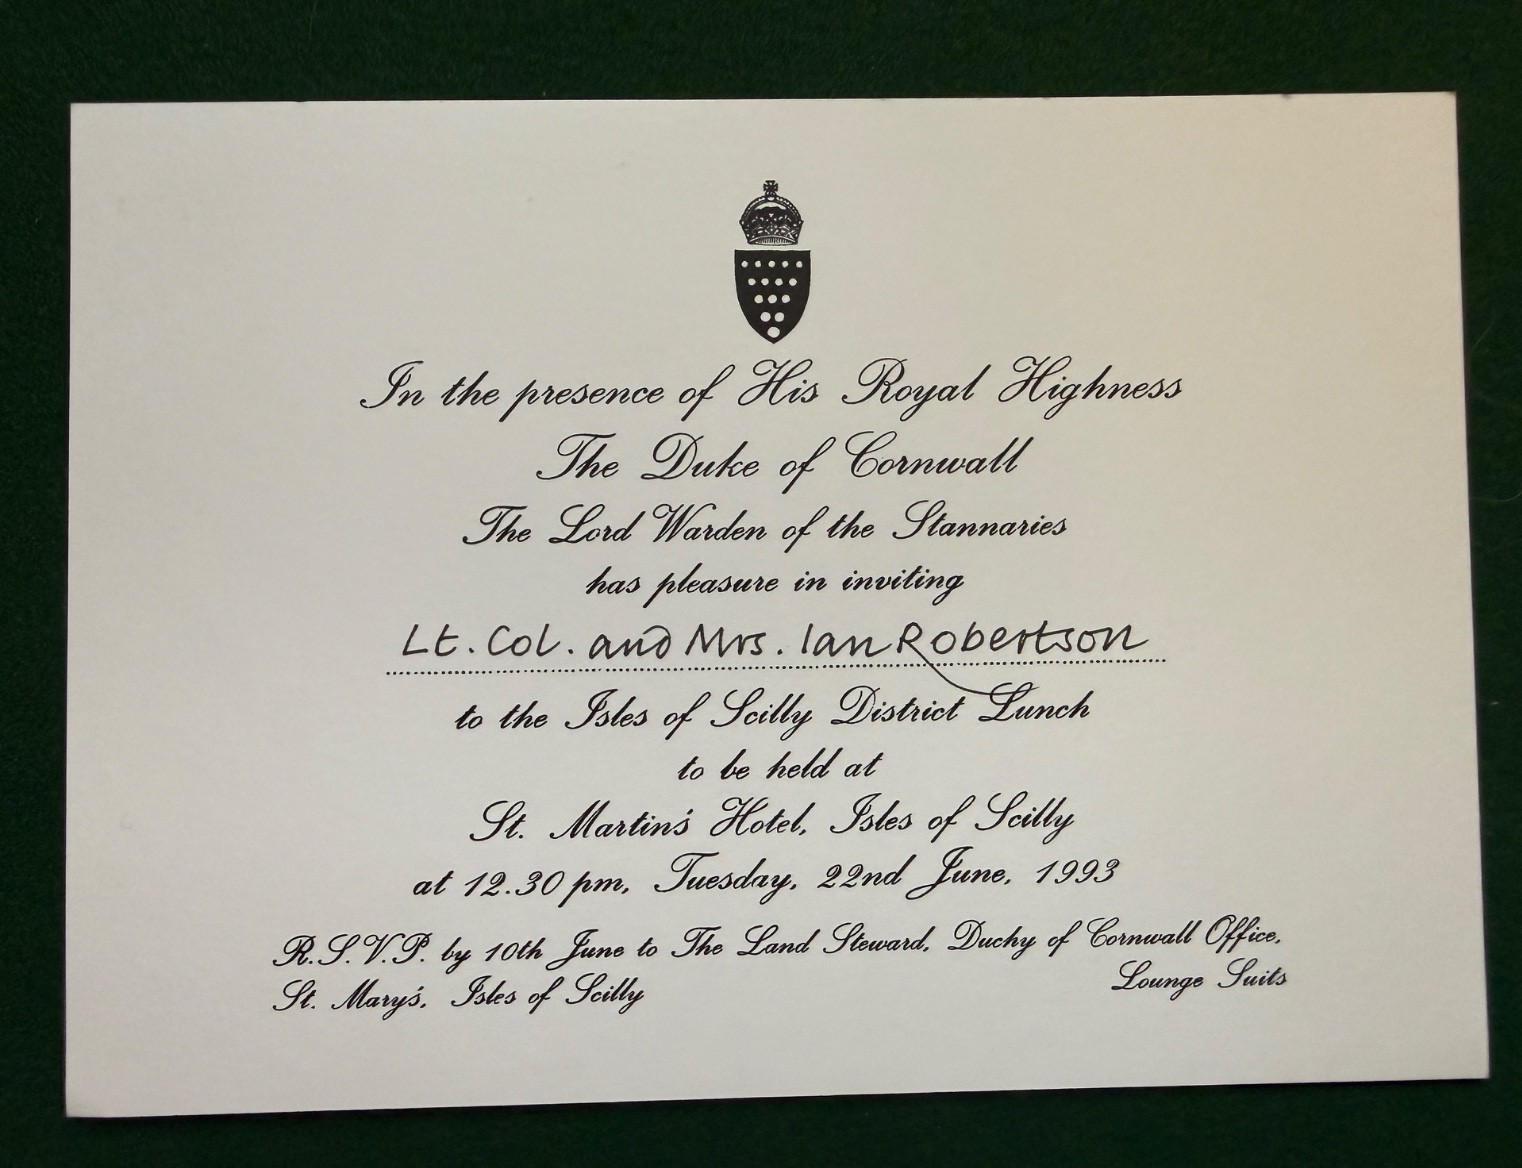 In the presence of His Royal Highness
The Duke of Cornwall
The Lord Warden of the Stannaries
has pleasure in inviting
Lt. Col. and Mrs. Ian Robertson
to the Isles of Scilly District Lunch
to be held at
St. Martin's Hotel, Isles of Scilly
at 12.30 pm, Tuesday, 22nd June, 1993
R.S.V.P. by 10th June to The Land Steward, Duchy of Cornwall Office,
St. Mary's, Isles of Scilly
Lounge Suits